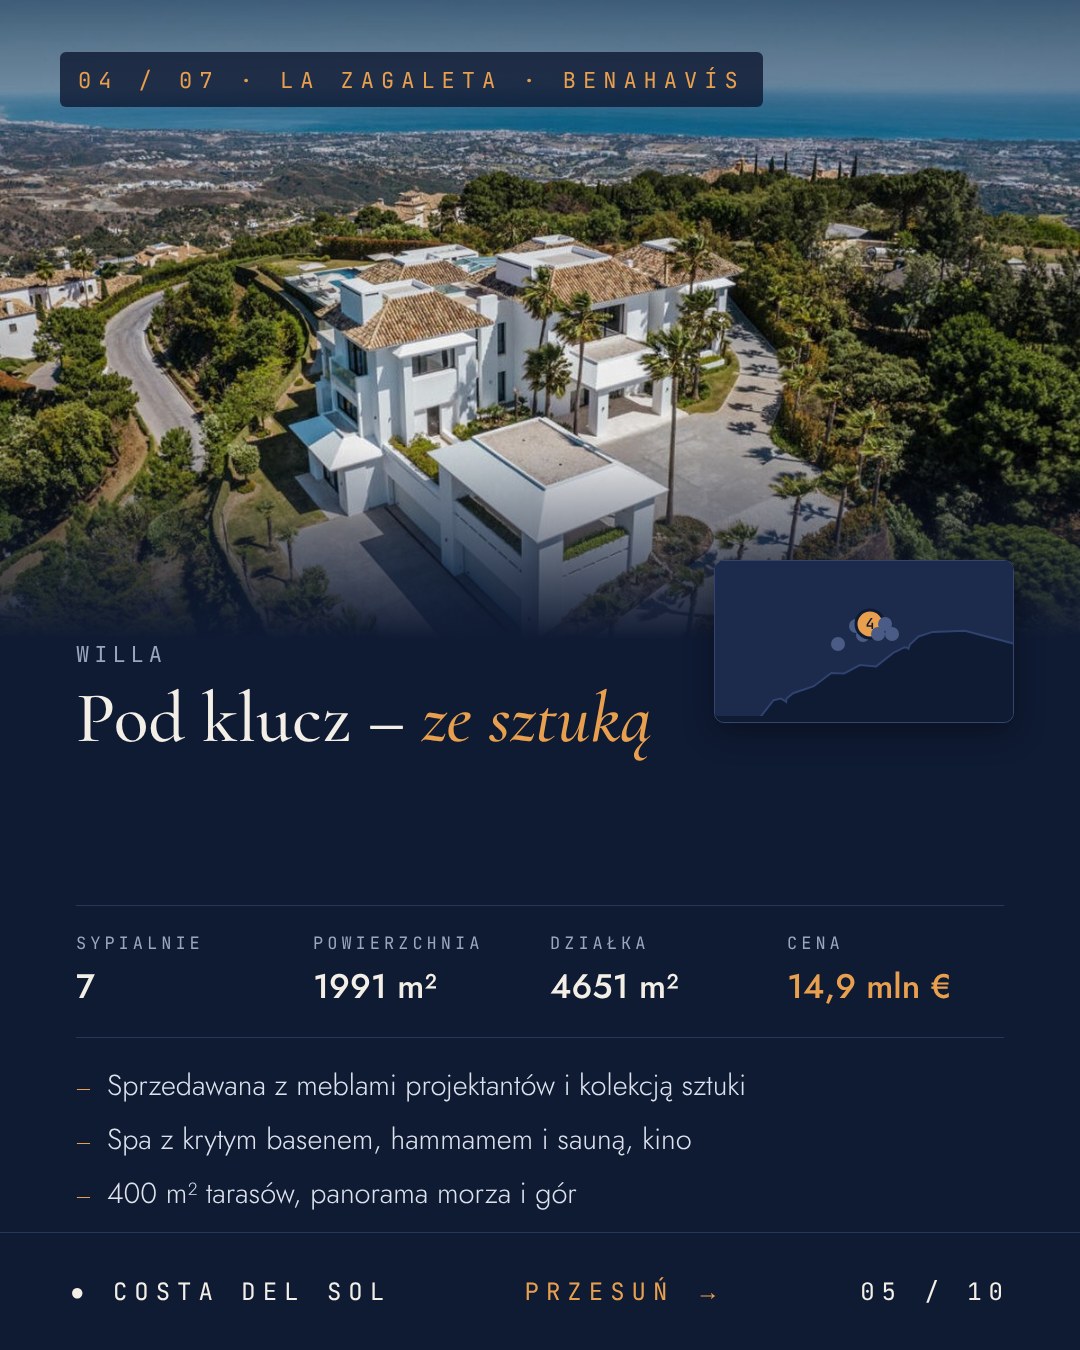 04 / 07 · LA ZAGALETA · BENAHAVÍS
4
WILLA
Pod klucz – ze sztuką
SYPIALNIE POWIERZCHNIA DZIAŁKA CENA
7 1991 m² 4651 m² 14,9 mln €
– Sprzedawana z meblami projektantów i kolekcją sztuki
– Spa z krytym basenem, hammamem i sauną, kino
– 400 m² tarasów, panorama morza i gór
• COSTA DEL SOL PRZESUŃ → 05 / 10